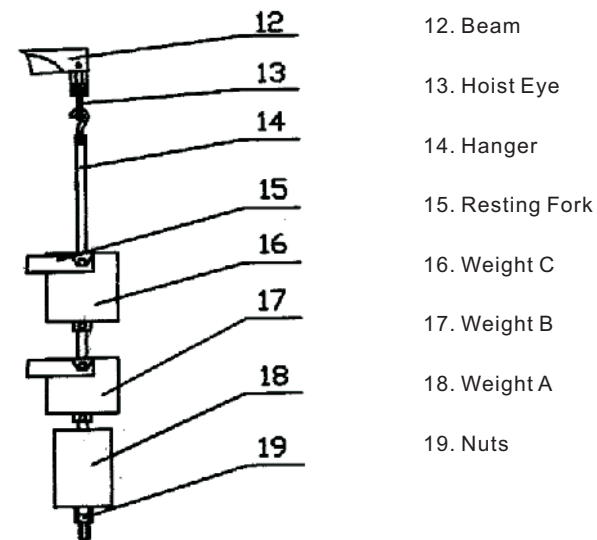 12
12. Beam
13
13. Hoist Eye
14
14. Hanger
15
15. Resting Fork
16
16. Weight C
17
17. Weight B
18
18. Weight A
19
19. Nuts